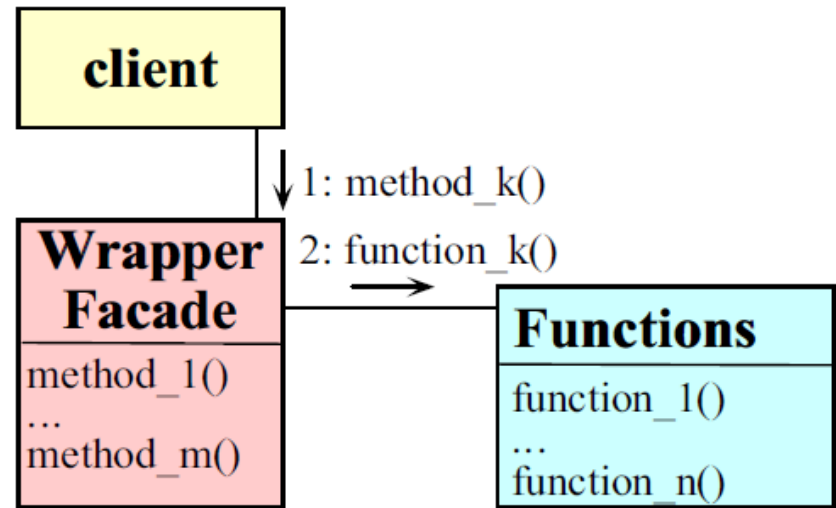 client
1: method_k()
2: function_k()
Wrapper
Facade
method_1()
...
method_m()
Functions
function_1()
...
function_n()